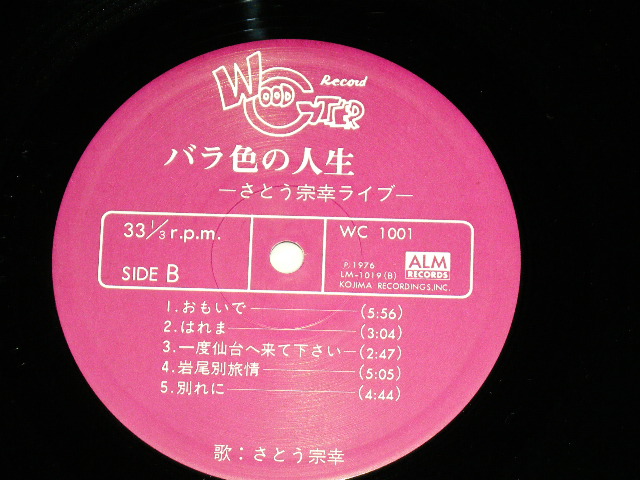 WOOD CUTTER Record
バラ色の人生
—さとう宗幸ライブ—
33 1/3 r.p.m.
SIDE B
WC 1001
P.1976
LM-1019(B)
KOJIMA RECORDINGS,INC.
ALM
RECORDS
1.おもいで—(5:56)
2.はれま—(3:04)
3.一度仙台へ来て下さい—(2:47)
4.岩尾別旅情—(5:05)
5.別れに—(4:44)
歌：さとう宗幸